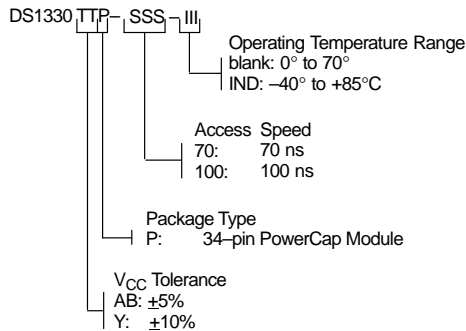 DS1330 TTP– SSS – III
Operating Temperature Range
blank: 0° to 70°
IND: –40° to +85°C
Access Speed
70: 70 ns
100: 100 ns
Package Type
P: 34–pin PowerCap Module
VCC Tolerance
AB: ±5%
Y: ±10%